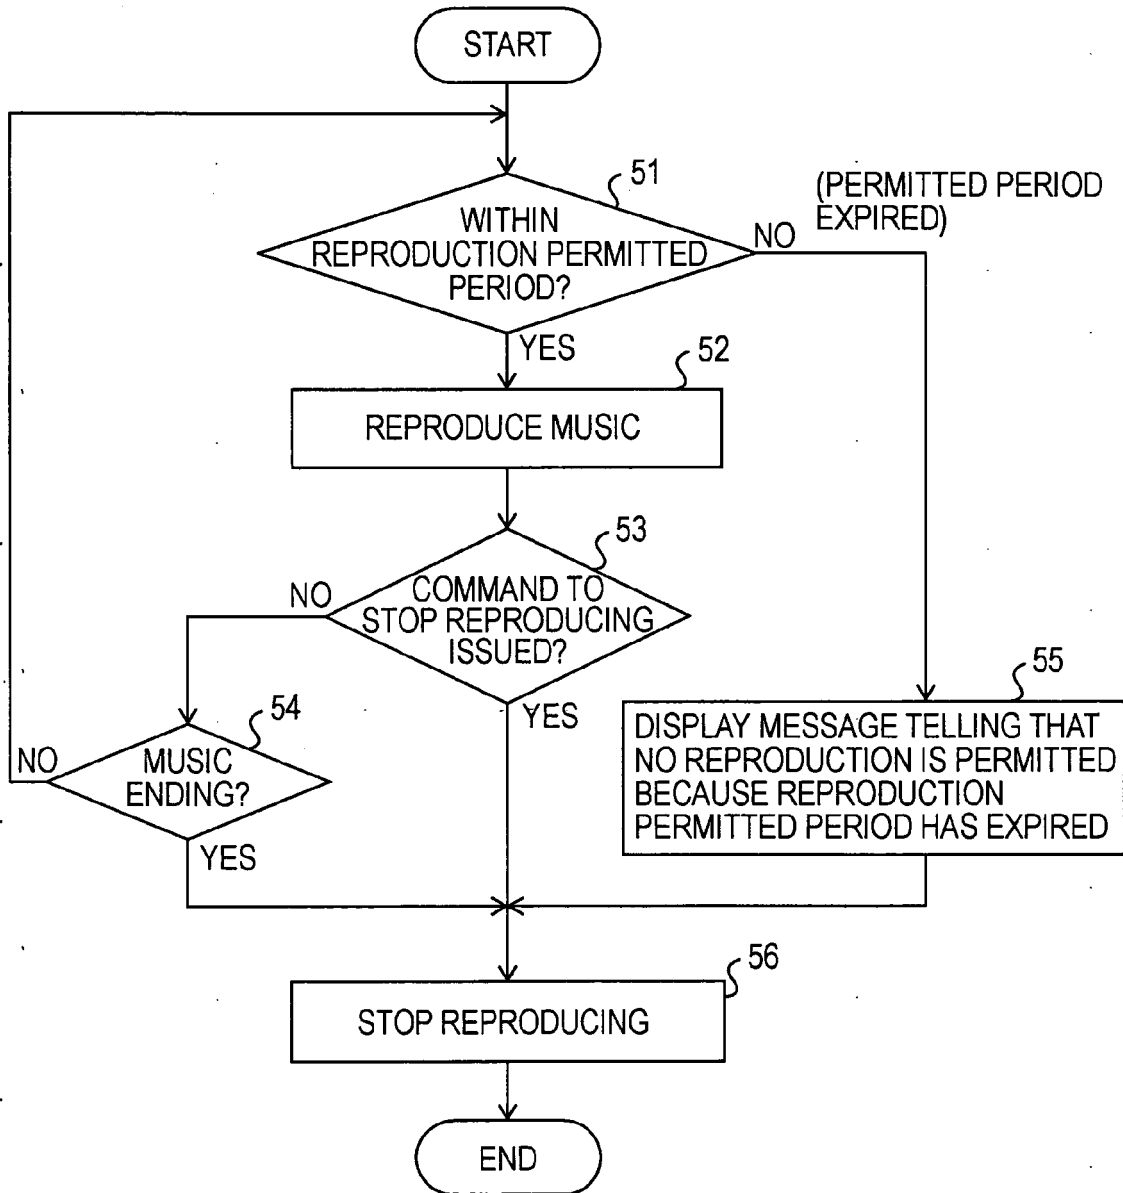 START
51
(PERMITTED PERIOD
EXPIRED)
WITHIN
REPRODUCTION PERMITTED
PERIOD?
NO
YES
52
REPRODUCE MUSIC
53
COMMAND TO
STOP REPRODUCING
ISSUED?
NO
YES
54
MUSIC
ENDING?
NO
YES
55
DISPLAY MESSAGE TELLING THAT
NO REPRODUCTION IS PERMITTED
BECAUSE REPRODUCTION
PERMITTED PERIOD HAS EXPIRED
56
STOP REPRODUCING
END